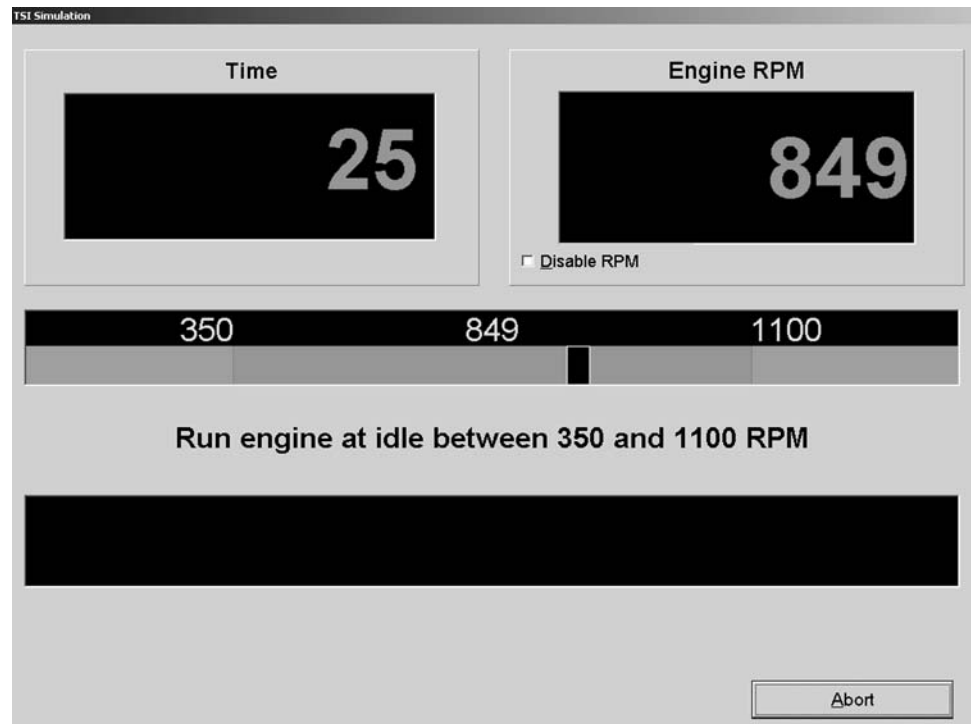 TSI Simulation
Time
Engine RPM
25
849
Disable RPM
350 849 1100
Run engine at idle between 350 and 1100 RPM
Abort